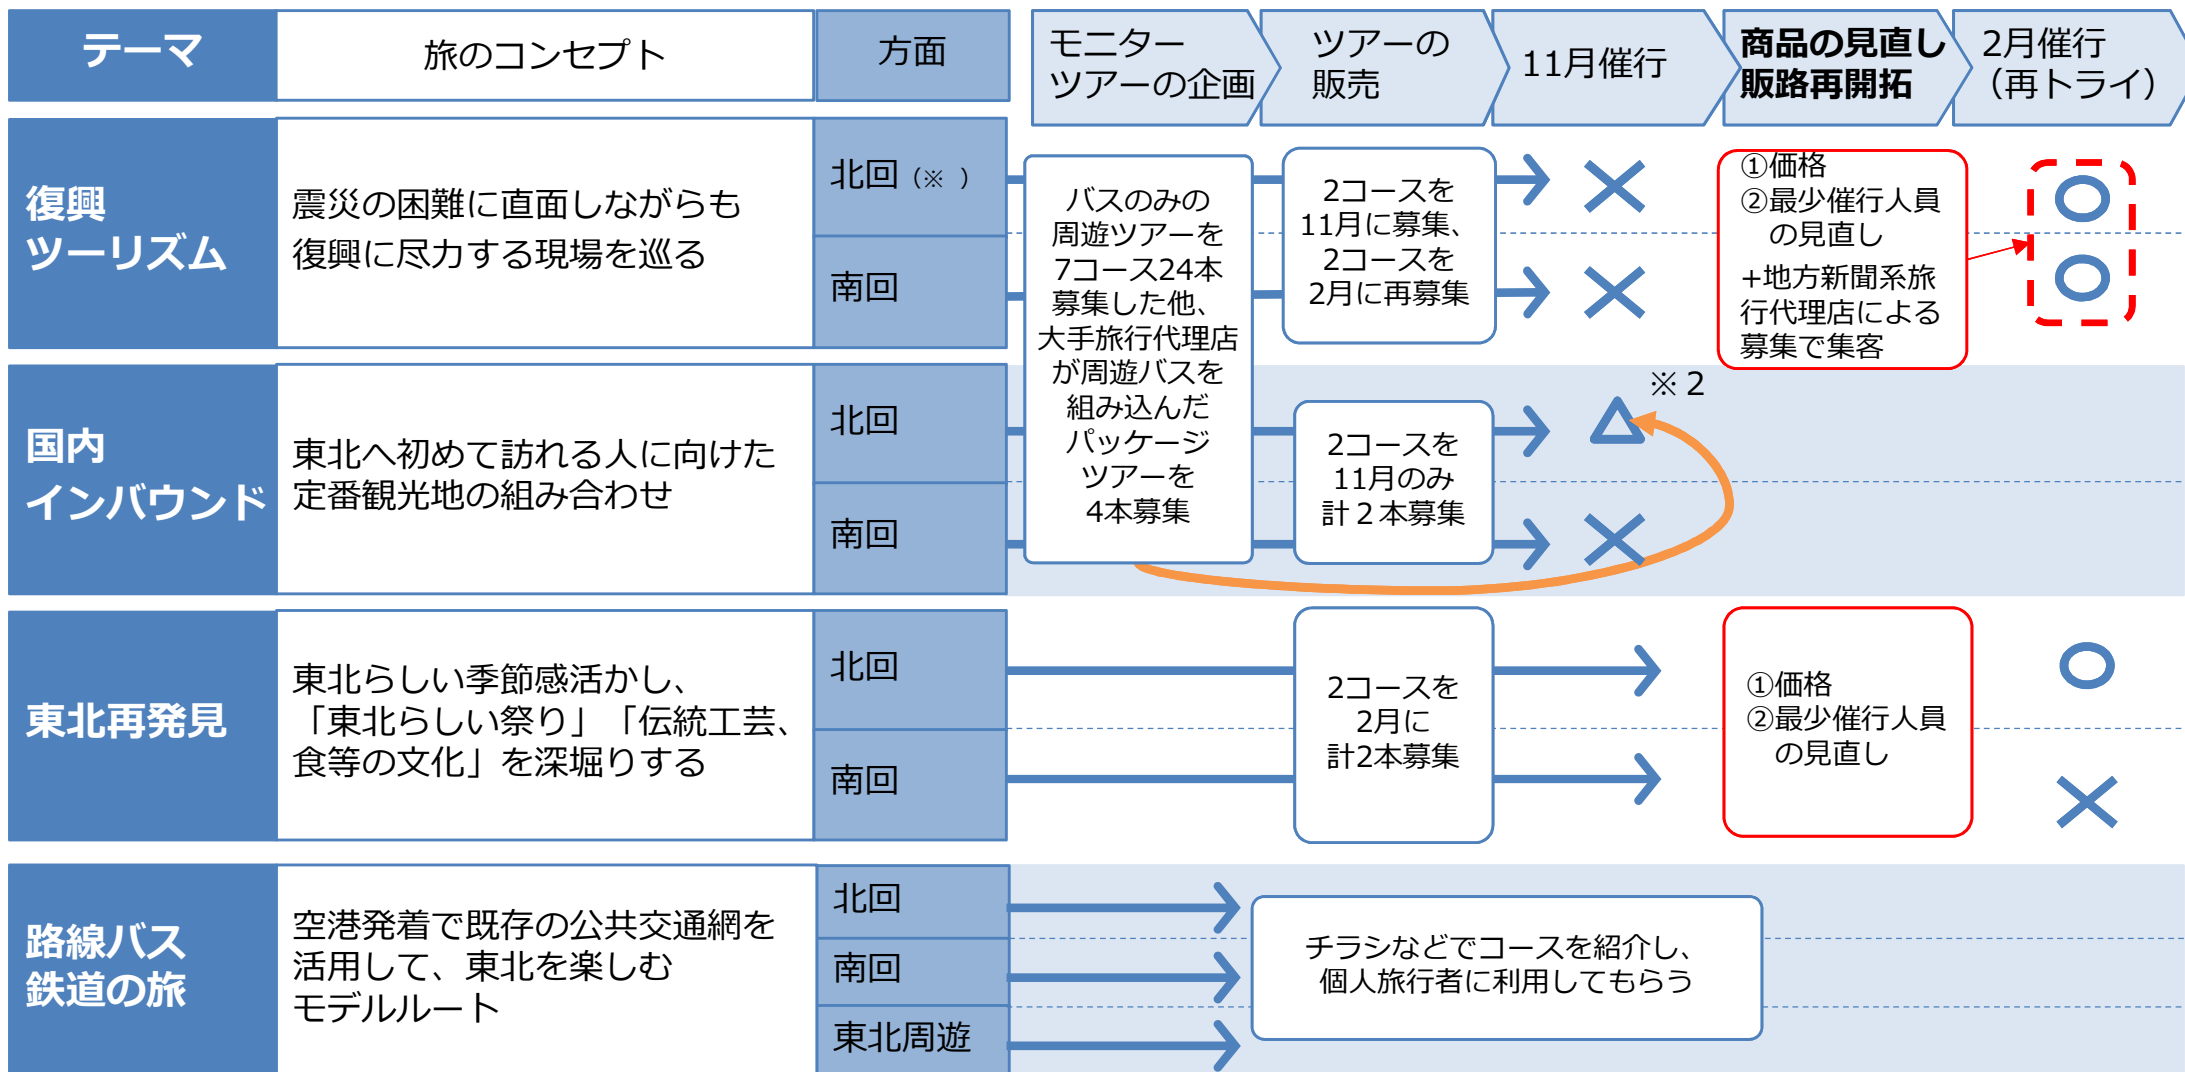 テーマ
旅のコンセプト
方面
モニター
ツアーの企画
ツアーの
販売
11月催行
商品の見直し
販路再開拓
2月催行
（再トライ）
復興
ツーリズム
震災の困難に直面しながらも
復興に尽力する現場を巡る
北回（※ ）
南回
バスのみの
周遊ツアーを
7コース24本
募集した他、
大手旅行代理店
が周遊バスを
組み込んだ
パッケージ
ツアーを
4本募集
2コースを
11月に募集、
2コースを
2月に再募集
①価格
②最少催行人員
の見直し
+地方新聞系旅
行代理店による
募集で集客
国内
インバウンド
東北へ初めて訪れる人に向けた
定番観光地の組み合わせ
北回
南回
2コースを
11月のみ
計２本募集
※２
東北再発見
東北らしい季節感活かし、
「東北らしい祭り」「伝統工芸、
食等の文化」を深堀りする
北回
南回
2コースを
2月に
計2本募集
①価格
②最少催行人員
の見直し
路線バス
鉄道の旅
空港発着で既存の公共交通網を
活用して、東北を楽しむ
モデルルート
北回
南回
東北周遊
チラシなどでコースを紹介し、
個人旅行者に利用してもらう